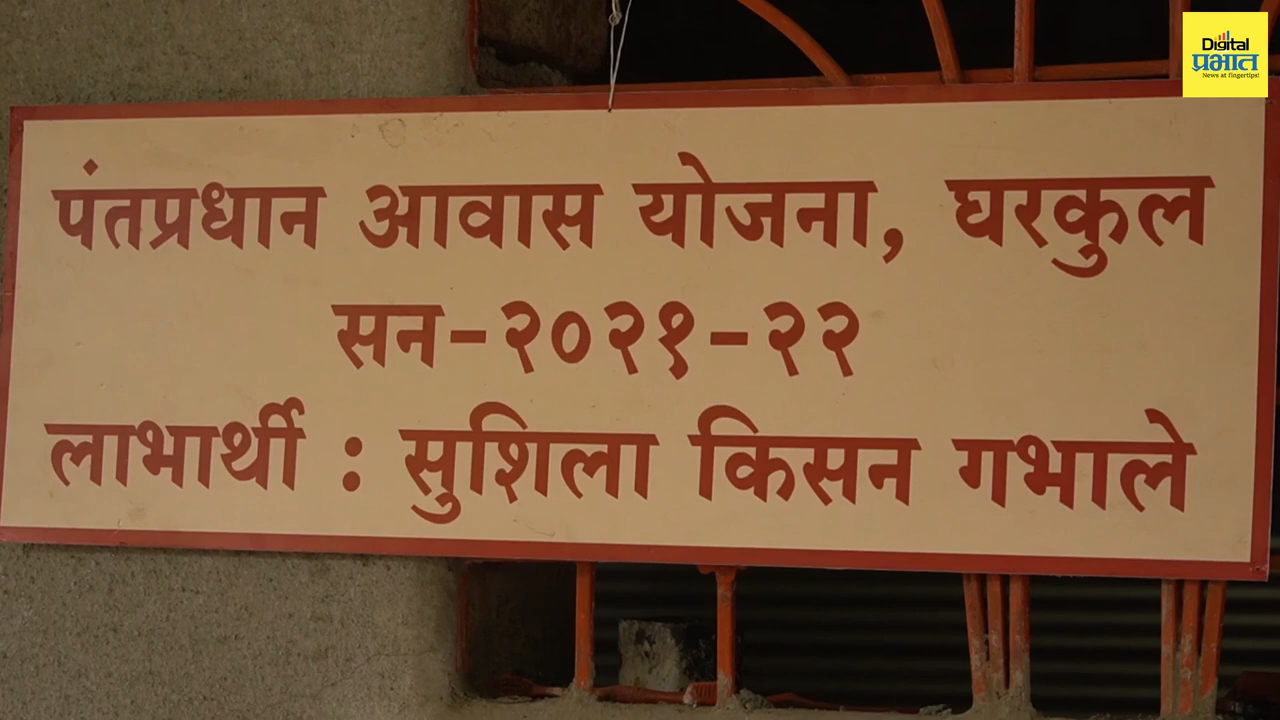 Digital
प्रभात
News at fingertips!
पंतप्रधान आवास योजना, घरकुल
सन-२०२१-२२
लाभार्थी : सुशिला किसन गभाले